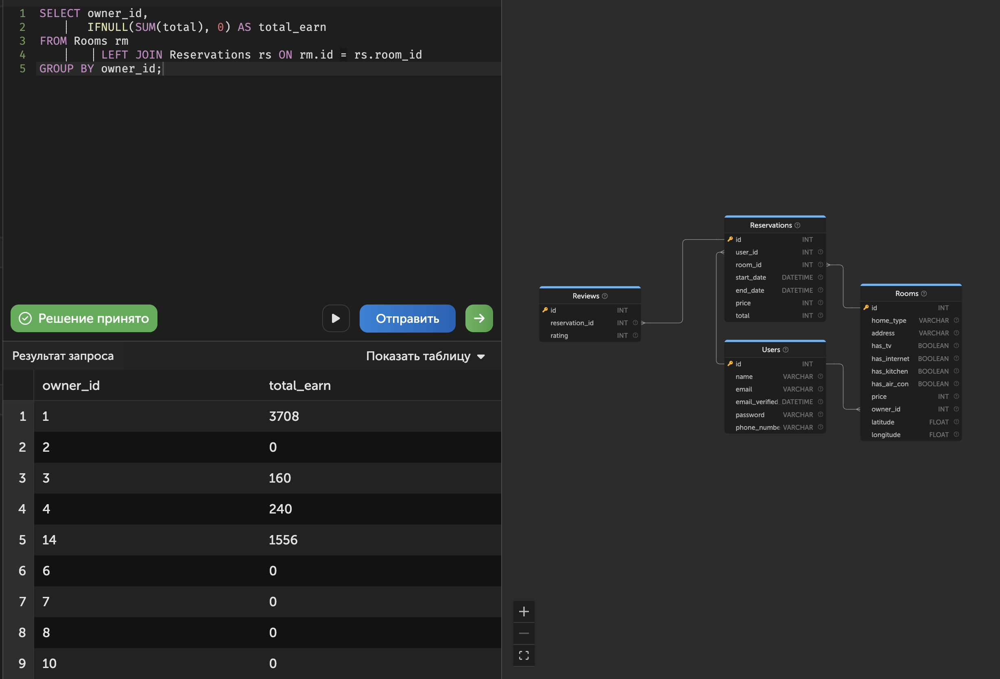 1 SELECT owner_id,
2 IFNULL(SUM(total), 0) AS total_earn
3 FROM Rooms rm
4 LEFT JOIN Reservations rs ON rm.id = rs.room_id
5 GROUP BY owner_id;
Решение принято
Отправить
Результат запроса
Показать таблицу
owner_id total_earn
1 1 3708
2 2 0
3 3 160
4 4 240
5 14 1556
6 6 0
7 7 0
8 8 0
9 10 0
Reviews
id INT
reservation_id INT
rating INT
Reservations
id INT
user_id INT
room_id INT
start_date DATETIME
end_date DATETIME
price INT
total INT
Users
id INT
name VARCHAR
email VARCHAR
email_verified_ DATETIME
password VARCHAR
phone_numbe VARCHAR
Rooms
id INT
home_type VARCHAR
address VARCHAR
has_tv BOOLEAN
has_internet BOOLEAN
has_kitchen BOOLEAN
has_air_con BOOLEAN
price INT
owner_id INT
latitude FLOAT
longitude FLOAT